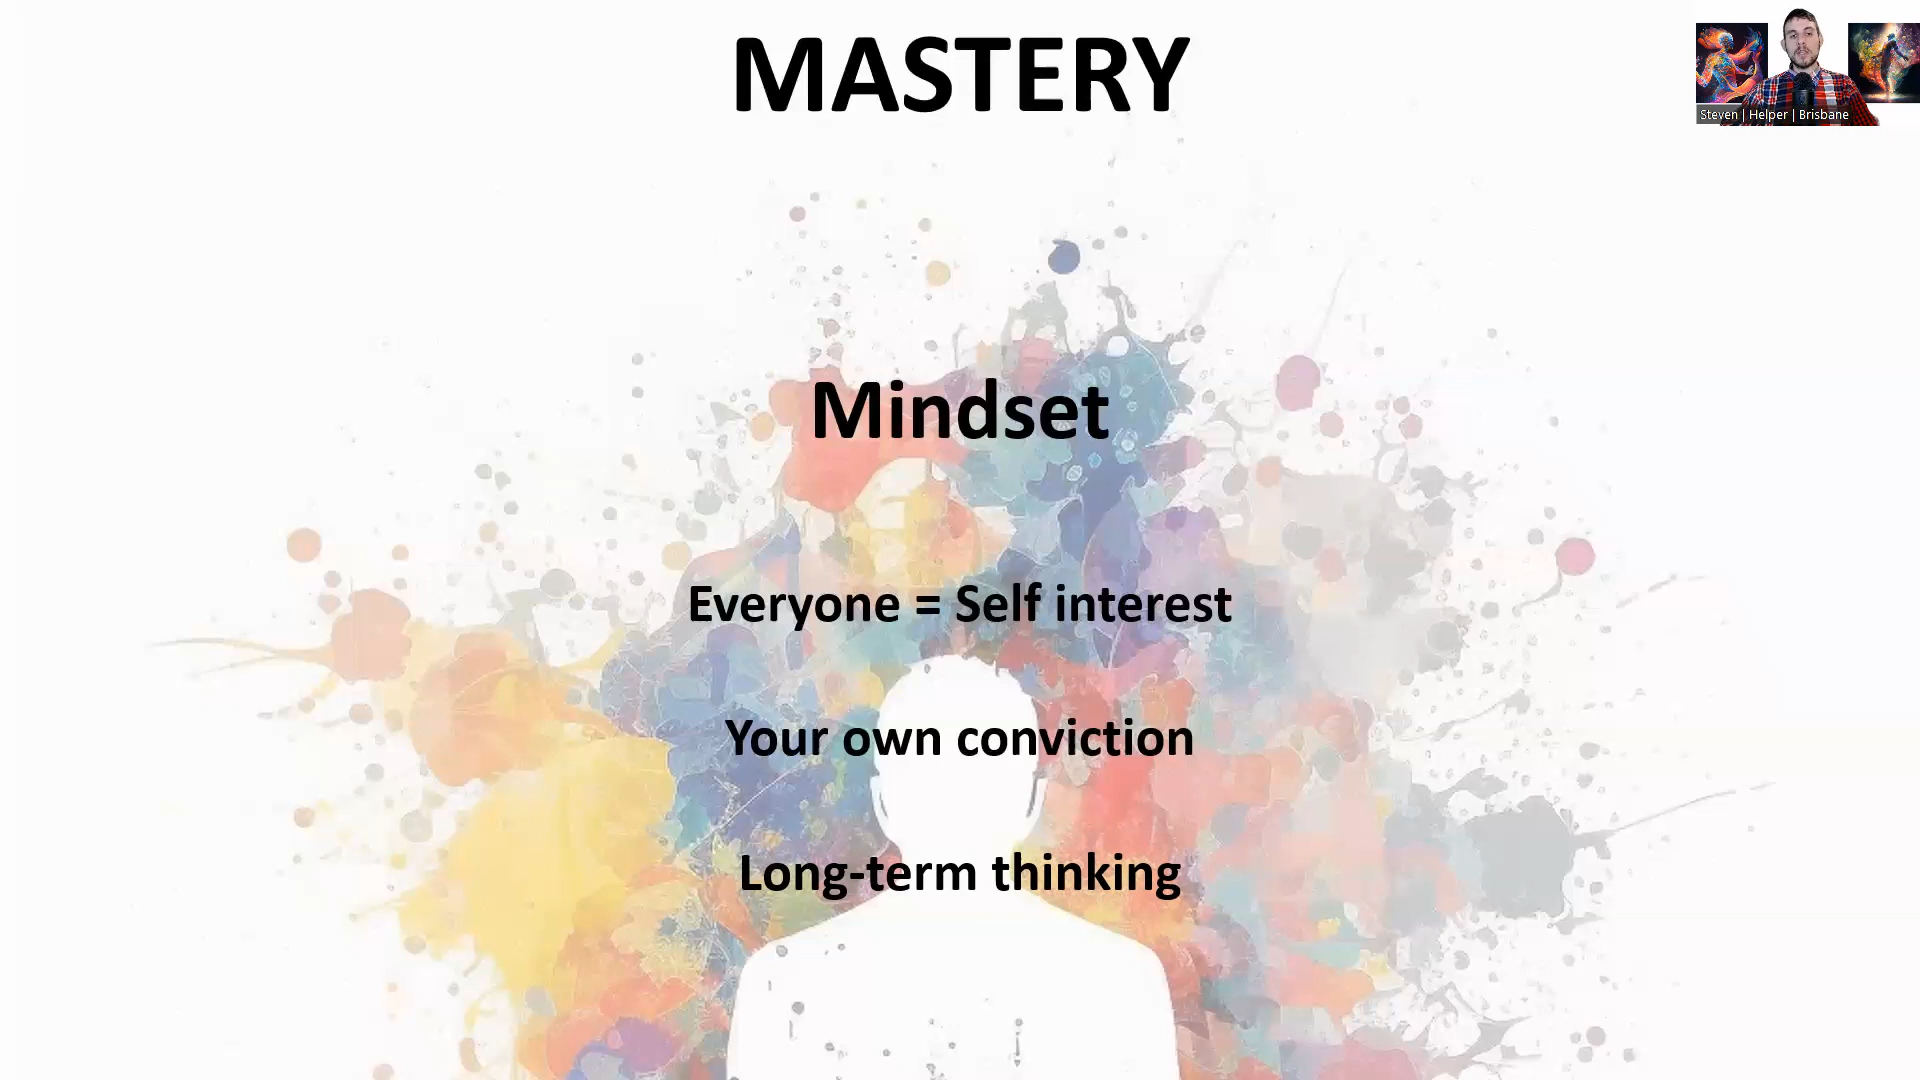 MASTERY
Steven | Helper | Brisbane
Mindset
Everyone = Self interest
Your own conviction
Long-term thinking